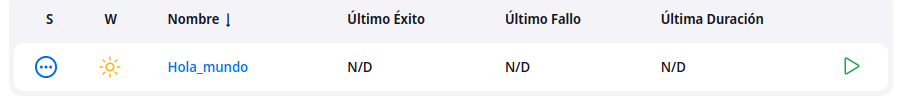 S W Nombre ↓ Último Éxito Último Fallo Última Duración
Hola_mundo N/D N/D N/D